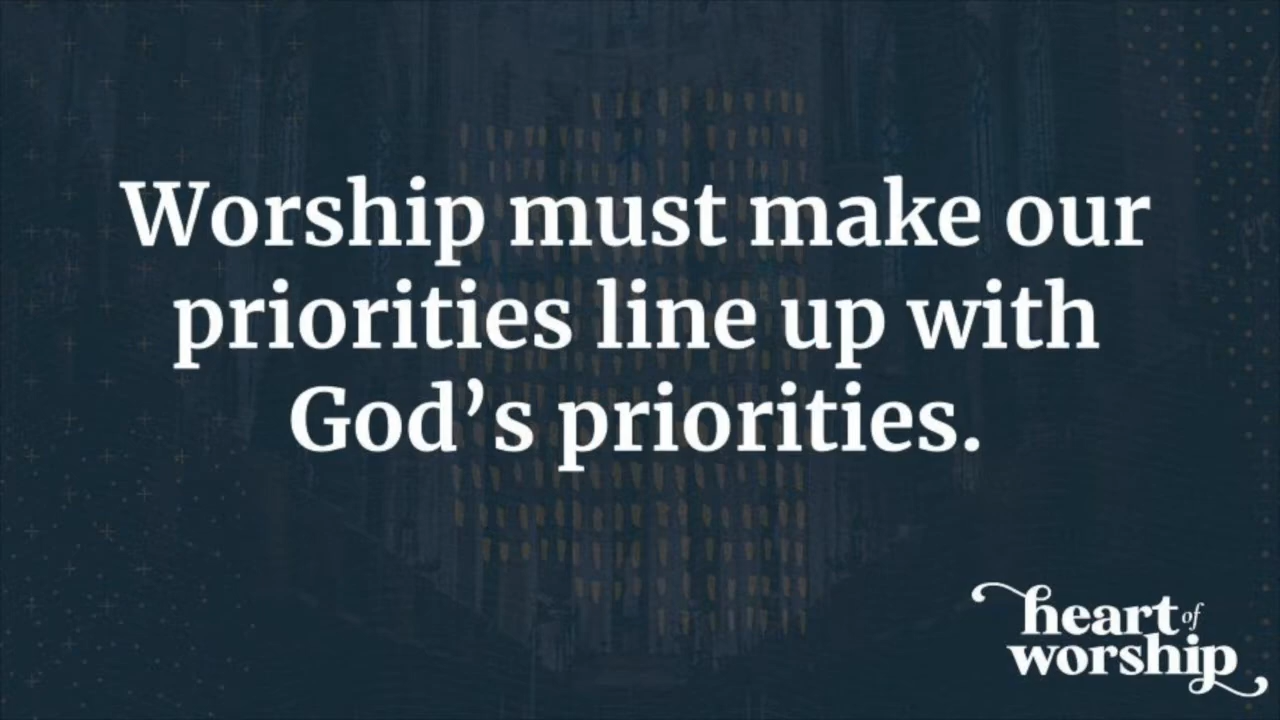 Worship must make our
priorities line up with
God’s priorities.
heart of
worship